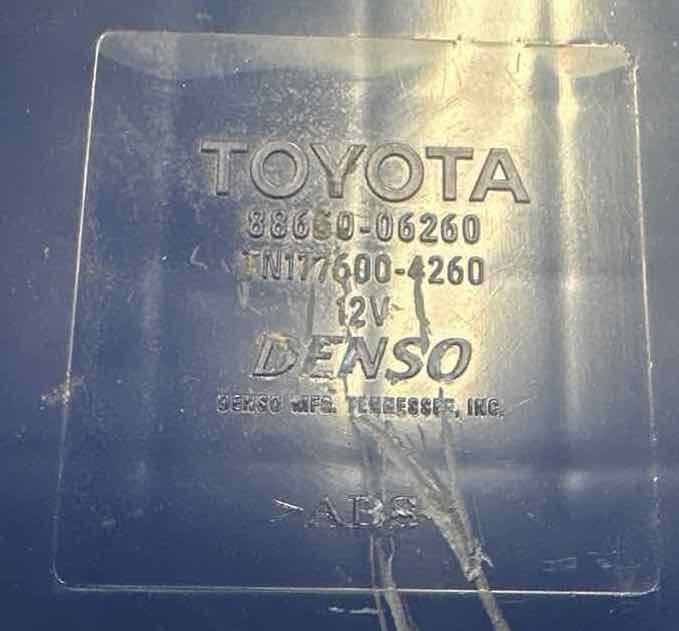 TOYOTA
88650-06260
TN177600-4260
12V
DENSO
DENSO MFG. TENNESSEE, INC.
>ABS<